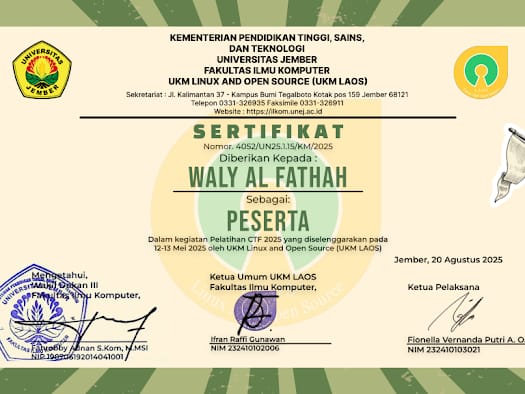 KEMENTERIAN PENDIDIKAN TINGGI, SAINS,
DAN TEKNOLOGI
UNIVERSITAS JEMBER
FAKULTAS ILMU KOMPUTER
UKM LINUX AND OPEN SOURCE (UKM LAOS)
UNIVERSITAS
JEMBER
Sekretariat : Jl. Kalimantan 37 - Kampus Bumi Tegalboto Kotak pos 159 Jember 68121
Telepon 0331-326935 Faksimile 0331-326911
Website : https://ilkom.unej.ac.id
SERTIFIKAT
Nomor. 4052/UN25.1.15/KM/2025
Diberikan Kepada :
WALY AL FATHAH
Sebagai:
PESERTA
Dalam kegiatan Pelatihan CTF 2025 yang diselenggarakan pada
12-13 Mei 2025 oleh UKM Linux and Open Source (UKM LAOS)
Jember, 20 Agustus 2025
Mengetahui,
Wakil Dekan III
Fakultas Ilmu Komputer,
Ketua Umum UKM LAOS
Fakultas Ilmu Komputer,
Ketua Pelaksana
Linux and Open Source
Adnan S.Kom, M.MSI
Ifran Raffi Gunawan
NIM 232410102006
Fionella Vernanda Putri A. O.
NIM 232410103021